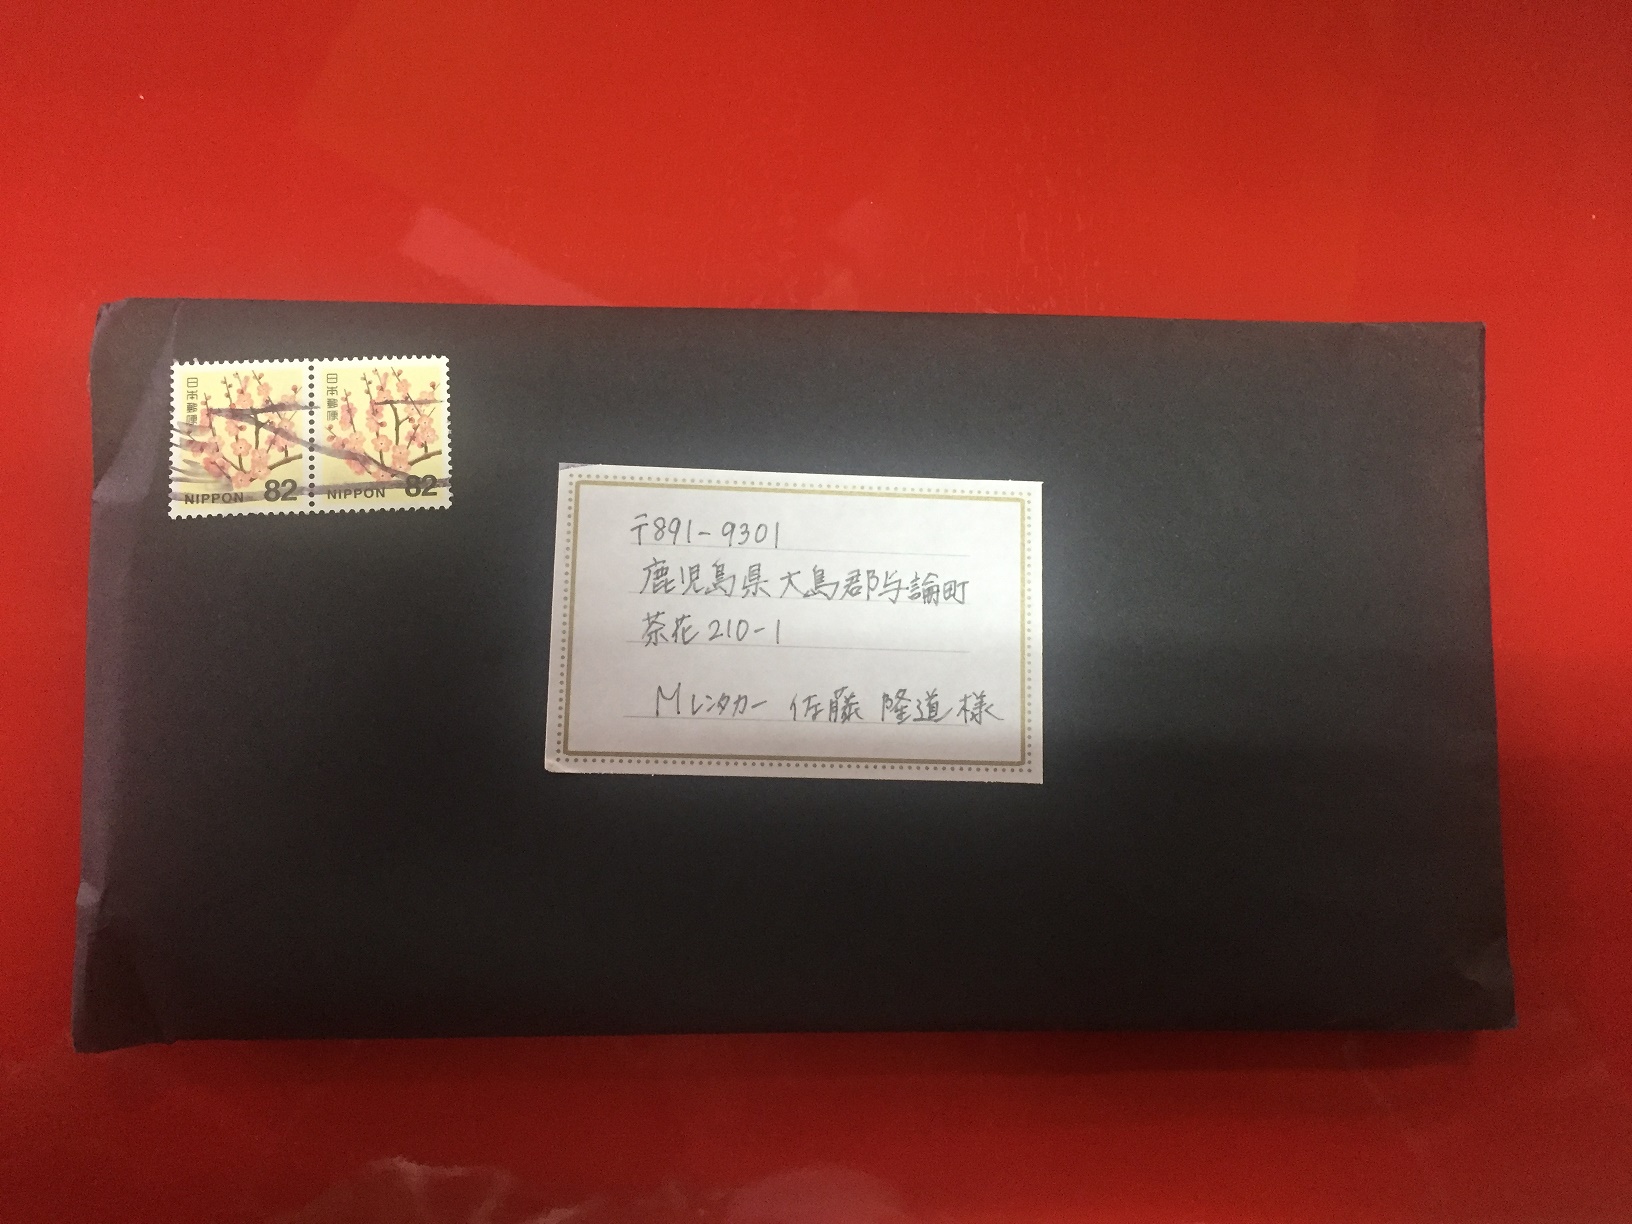 日本郵便
NIPPON 82
日本郵便
NIPPON 82
〒891-9301
鹿児島県大島郡与論町
茶花210-1
Mレンタカー 佐藤 隆道 様